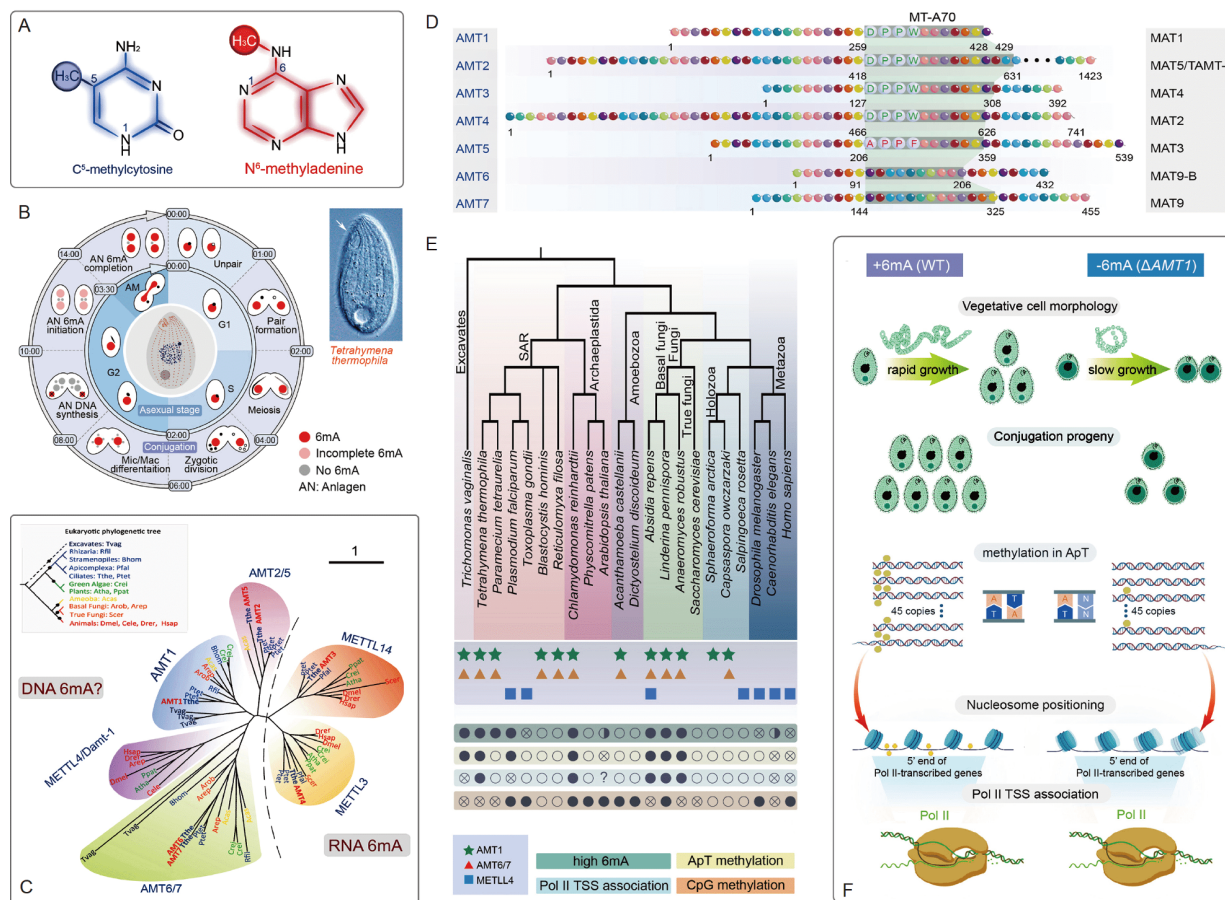 A
NH₂
H₃C
5
1
N
N
H
O
C⁵-methylcytosine
H₃C
NH
6
1
N
N
N
N
H
N⁶-methyladenine
B
00:00
01:00
02:00
04:00
06:00
08:00
10:00
14:00
00:00
03:30
02:00
AN 6mA
completion
Unpair
Pair
formation
Meiosis
Zygotic
division
Mic/Mac
differentaition
AN DNA
synthesis
AN 6mA
initiation
AM
G1
S
G2
Asexual stage
Conjugation
Tetrahymena
thermophila
6mA
Incomplete 6mA
No 6mA
AN: Anlagen
C
Eukaryotic phylogenetic tree
Excavates: Tvag
Rhizaria: Rfil
Stramenopiles: Bhom
Apicomplexa: Pfal
Ciliates: Tthe, Ptet
Green Algae: Crei
Plants: Atha, Ppat
Amoeba: Acas
Basal Fungi: Arob, Arep
True Fungi: Scer
Animals: Dmel, Cele, Drer, Hsap
1
AMT2/5
AMT1
METTL14
METTL3
METTL4/Damt-1
AMT6/7
DNA 6mA?
RNA 6mA
D
MT-A70
AMT1
1
259
DPPW
428
429
MAT1
AMT2
1
418
DPPW
631
1423
MAT5/TAMT-
AMT3
1
127
DPPW
308
392
MAT4
AMT4
1
466
DPPW
626
741
MAT2
AMT5
1
206
APPF
359
539
MAT3
AMT6
1
91
206
432
MAT9-B
AMT7
1
144
325
455
MAT9
E
Excavates
SAR
Archaeplastida
Amoebozoa
Basal fungi
Fungi
True fungi
Holozoa
Metazoa
Trichomonas vaginalis
Tetrahymena thermophila
Paramecium tetraurelia
Plasmodium falciparum
Toxoplasma gondii
Blastocystis hominis
Reticulomyxa filosa
Chlamydomonas reinhardtii
Physcomitrella patens
Arabidopsis thaliana
Acanthamoeba castellanii
Dictyostelium discoideum
Absidia repens
Linderina pennispora
Anaeromyces robustus
Saccharomyces cerevisiae
Sphaeroforma arctica
Capsaspora owczarzaki
Salpingoeca rosetta
Drosophila melanogaster
Caenorhabditis elegans
Homo sapiens
?
AMT1
AMT6/7
METLL4
high 6mA
ApT methylation
Pol II TSS association
CpG methylation
F
+6mA (WT)
-6mA (ΔAMT1)
Vegetative cell morphology
rapid growth
slow growth
Conjugation progeny
methylation in ApT
45 copies
A
T
T
A
A
N
T
N
45 copies
Nucleosome positioning
5' end of
Pol II-transcribed genes
5' end of
Pol II-transcribed genes
Pol II TSS association
Pol II
Pol II